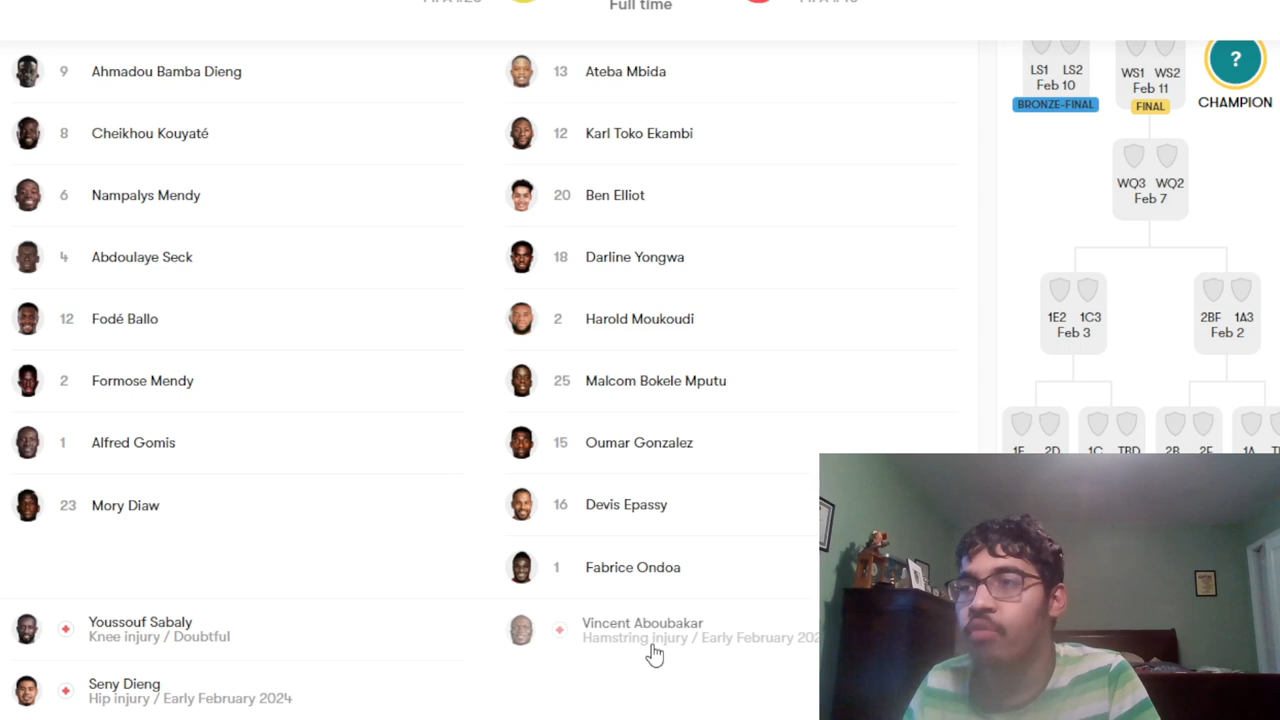 Full time
9 Ahmadou Bamba Dieng
13 Ateba Mbida
8 Cheikhou Kouyaté
12 Karl Toko Ekambi
6 Nampalys Mendy
20 Ben Elliot
4 Abdoulaye Seck
18 Darline Yongwa
12 Fodé Ballo
2 Harold Moukoudi
2 Formose Mendy
25 Malcom Bokele Mputu
1 Alfred Gomis
15 Oumar Gonzalez
23 Mory Diaw
16 Devis Epassy
1 Fabrice Ondoa
Youssouf Sabaly
Knee injury / Doubtful
Vincent Aboubakar
Hamstring injury / Early February 202
Seny Dieng
Hip injury / Early February 2024
LS1 LS2
Feb 10
BRONZE-FINAL
WS1 WS2
Feb 11
FINAL
?
CHAMPION
WQ3 WQ2
Feb 7
1E2 1C3
Feb 3
2BF 1A3
Feb 2